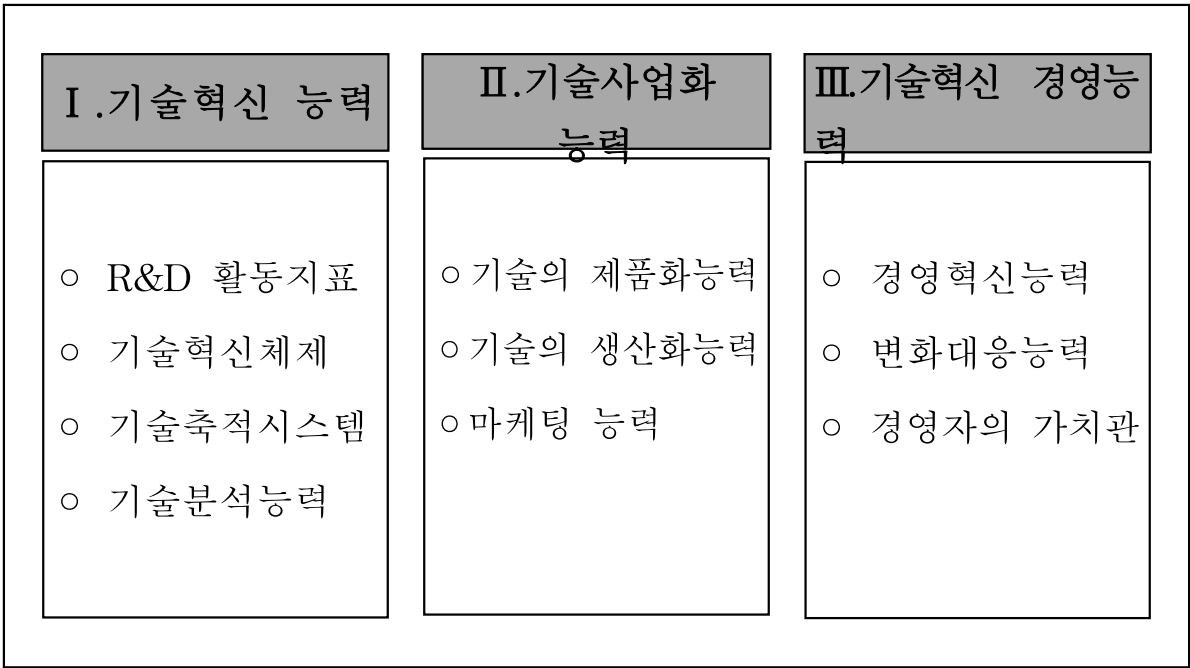 Ⅰ.기술혁신 능력
○ R&D 활동지표
○ 기술혁신체제
○ 기술축적시스템
○ 기술분석능력
Ⅱ.기술사업화
능력
○기술의 제품화능력
○기술의 생산화능력
○마케팅 능력
Ⅲ.기술혁신 경영능
력
○ 경영혁신능력
○ 변화대응능력
○ 경영자의 가치관